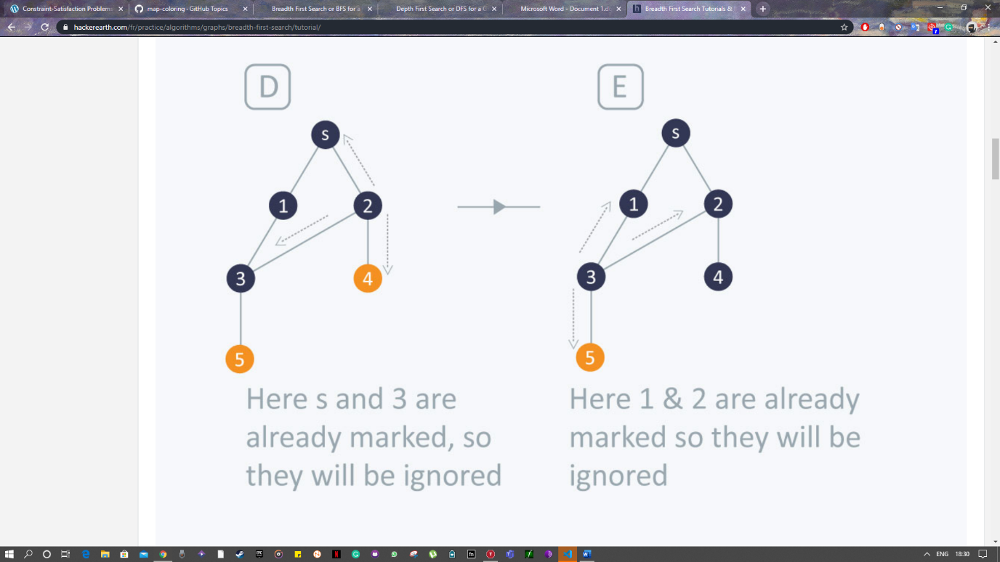 Constraint-Satisfaction Problems
map-coloring · GitHub Topics
Breadth First Search or BFS for a
Depth First Search or DFS for a G
Microsoft Word - Document 1.d
Breadth First Search Tutorials &
hackerearth.com/fr/practice/algorithms/graphs/breadth-first-search/tutorial/
D
E
s
s
1
2
1
2
3
4
3
4
5
5
Here s and 3 are
already marked, so
they will be ignored
Here 1 & 2 are already
marked so they will be
ignored
ENG
18:30